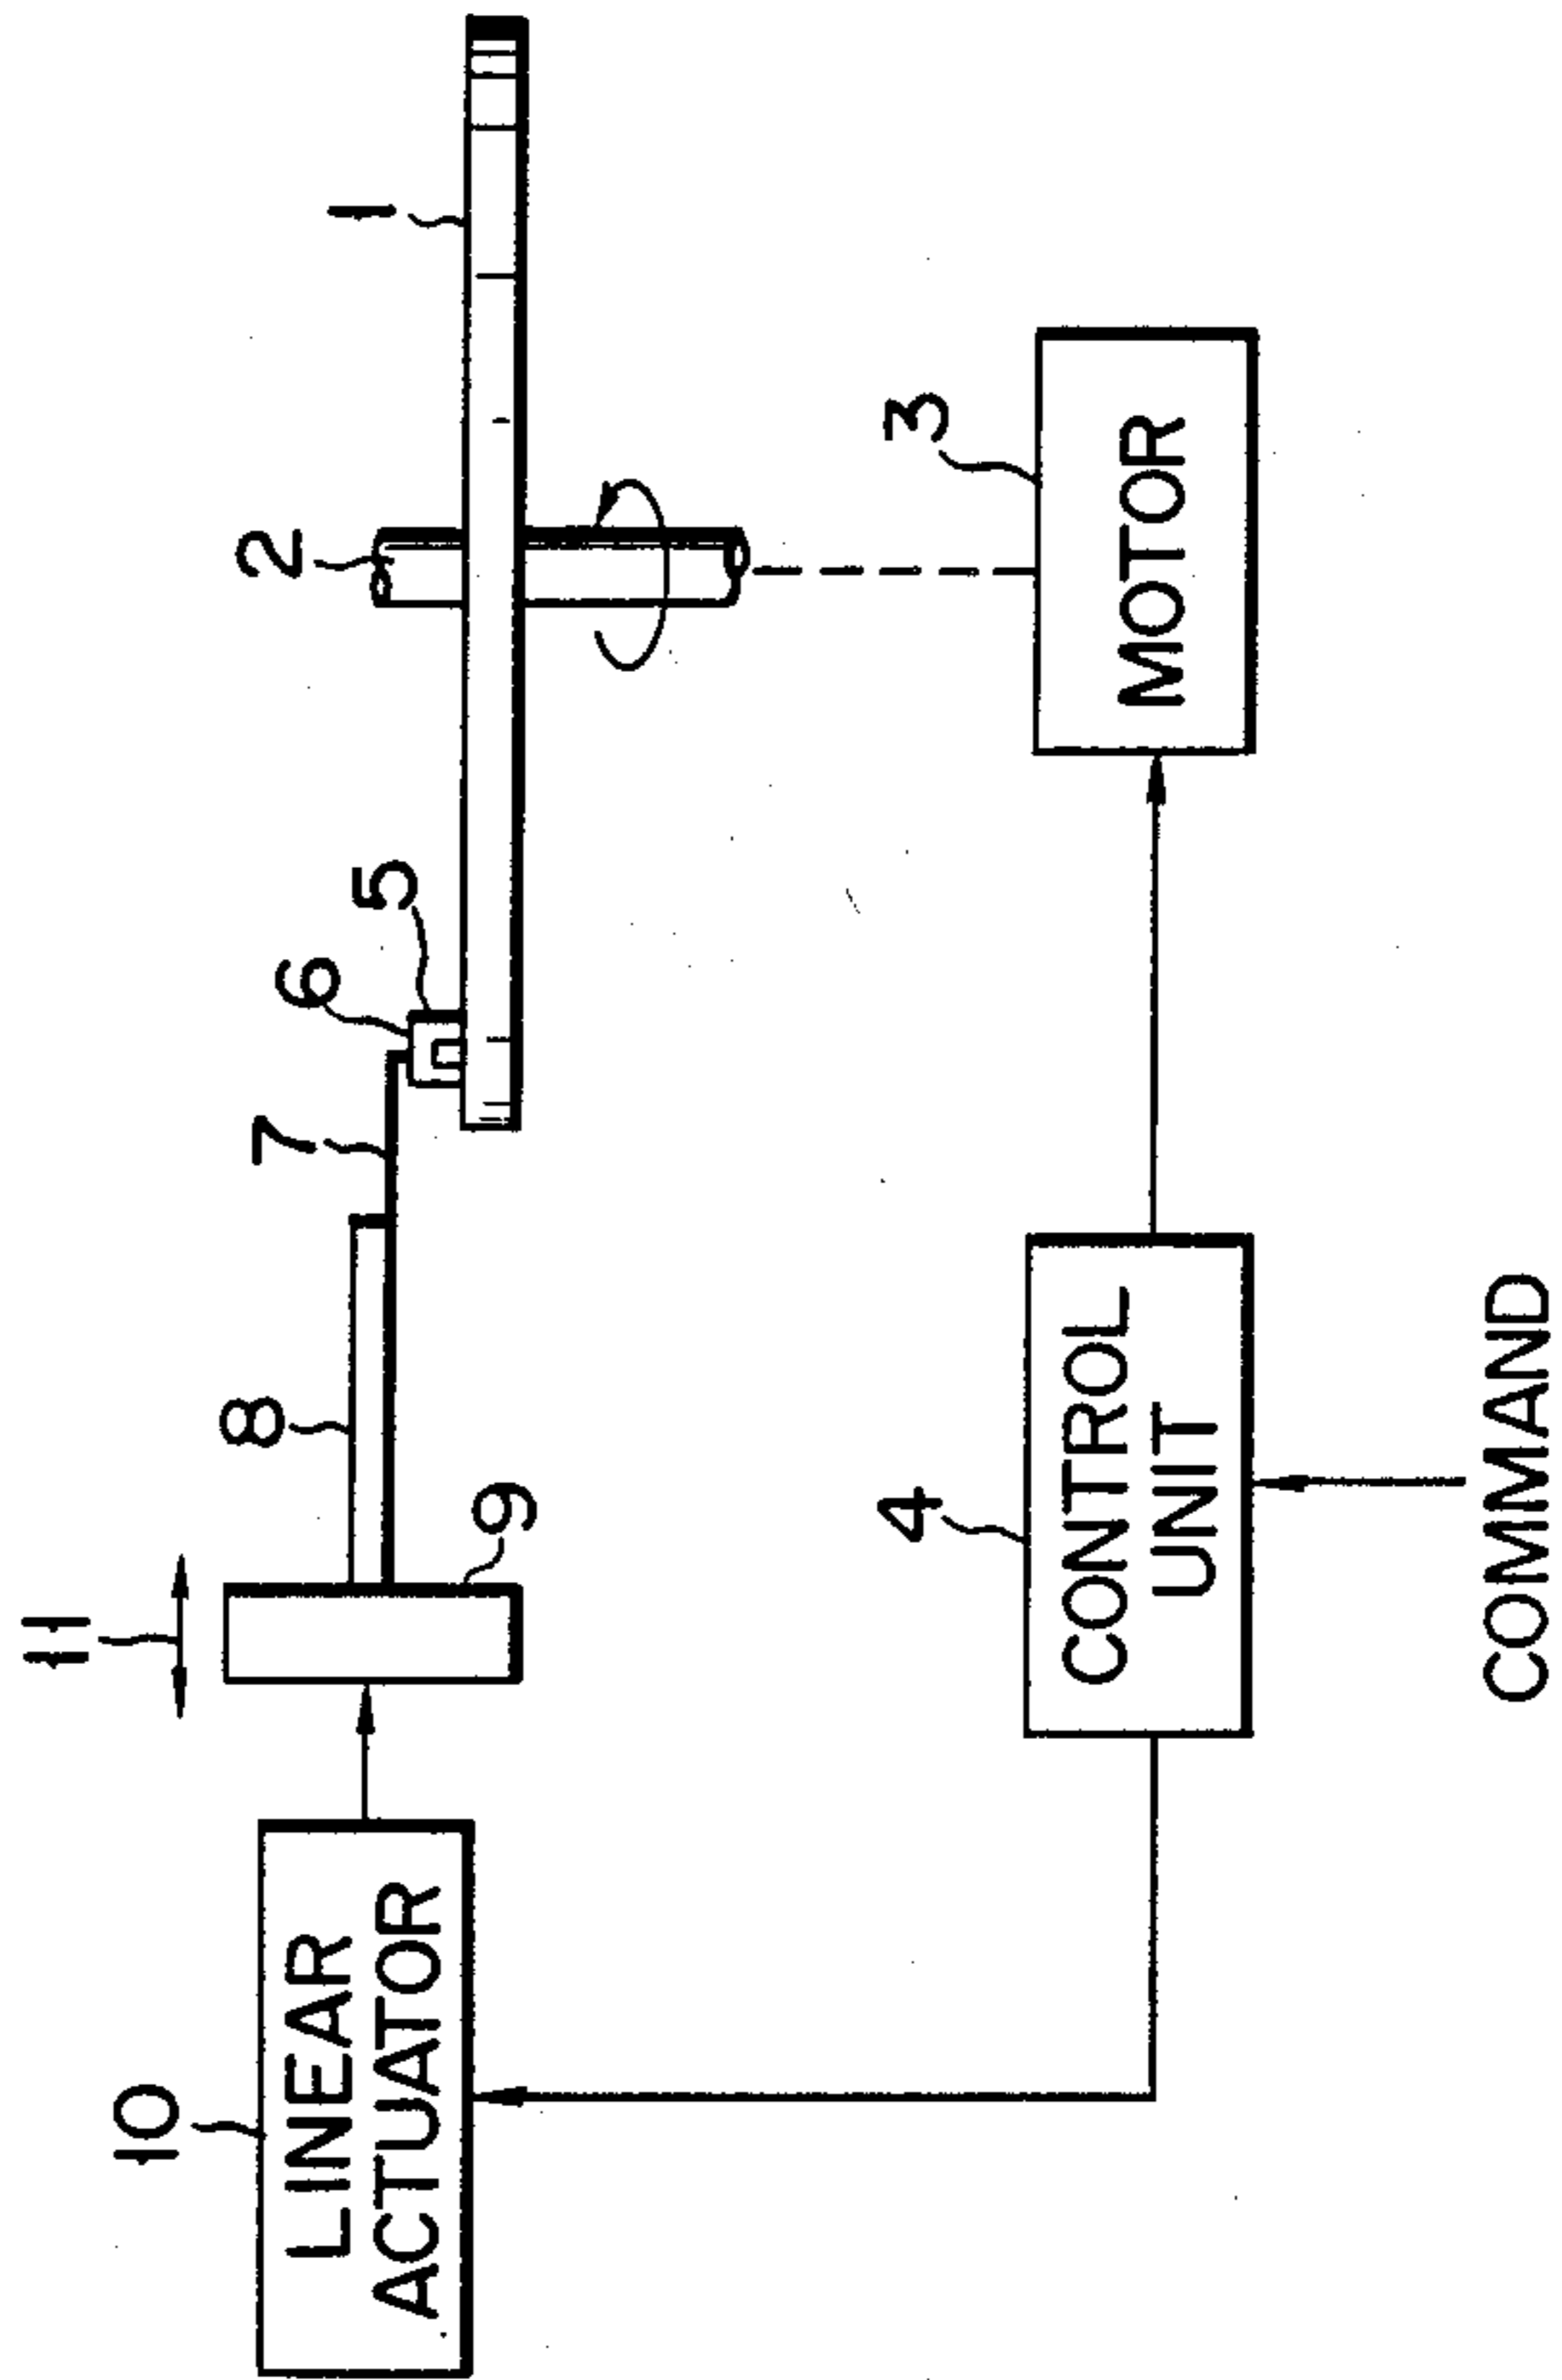 11
10
LINEAR
ACTUATOR
9
8
7
6
5
2
1
4
CONTROL
UNIT
3
MOTOR
COMMAND